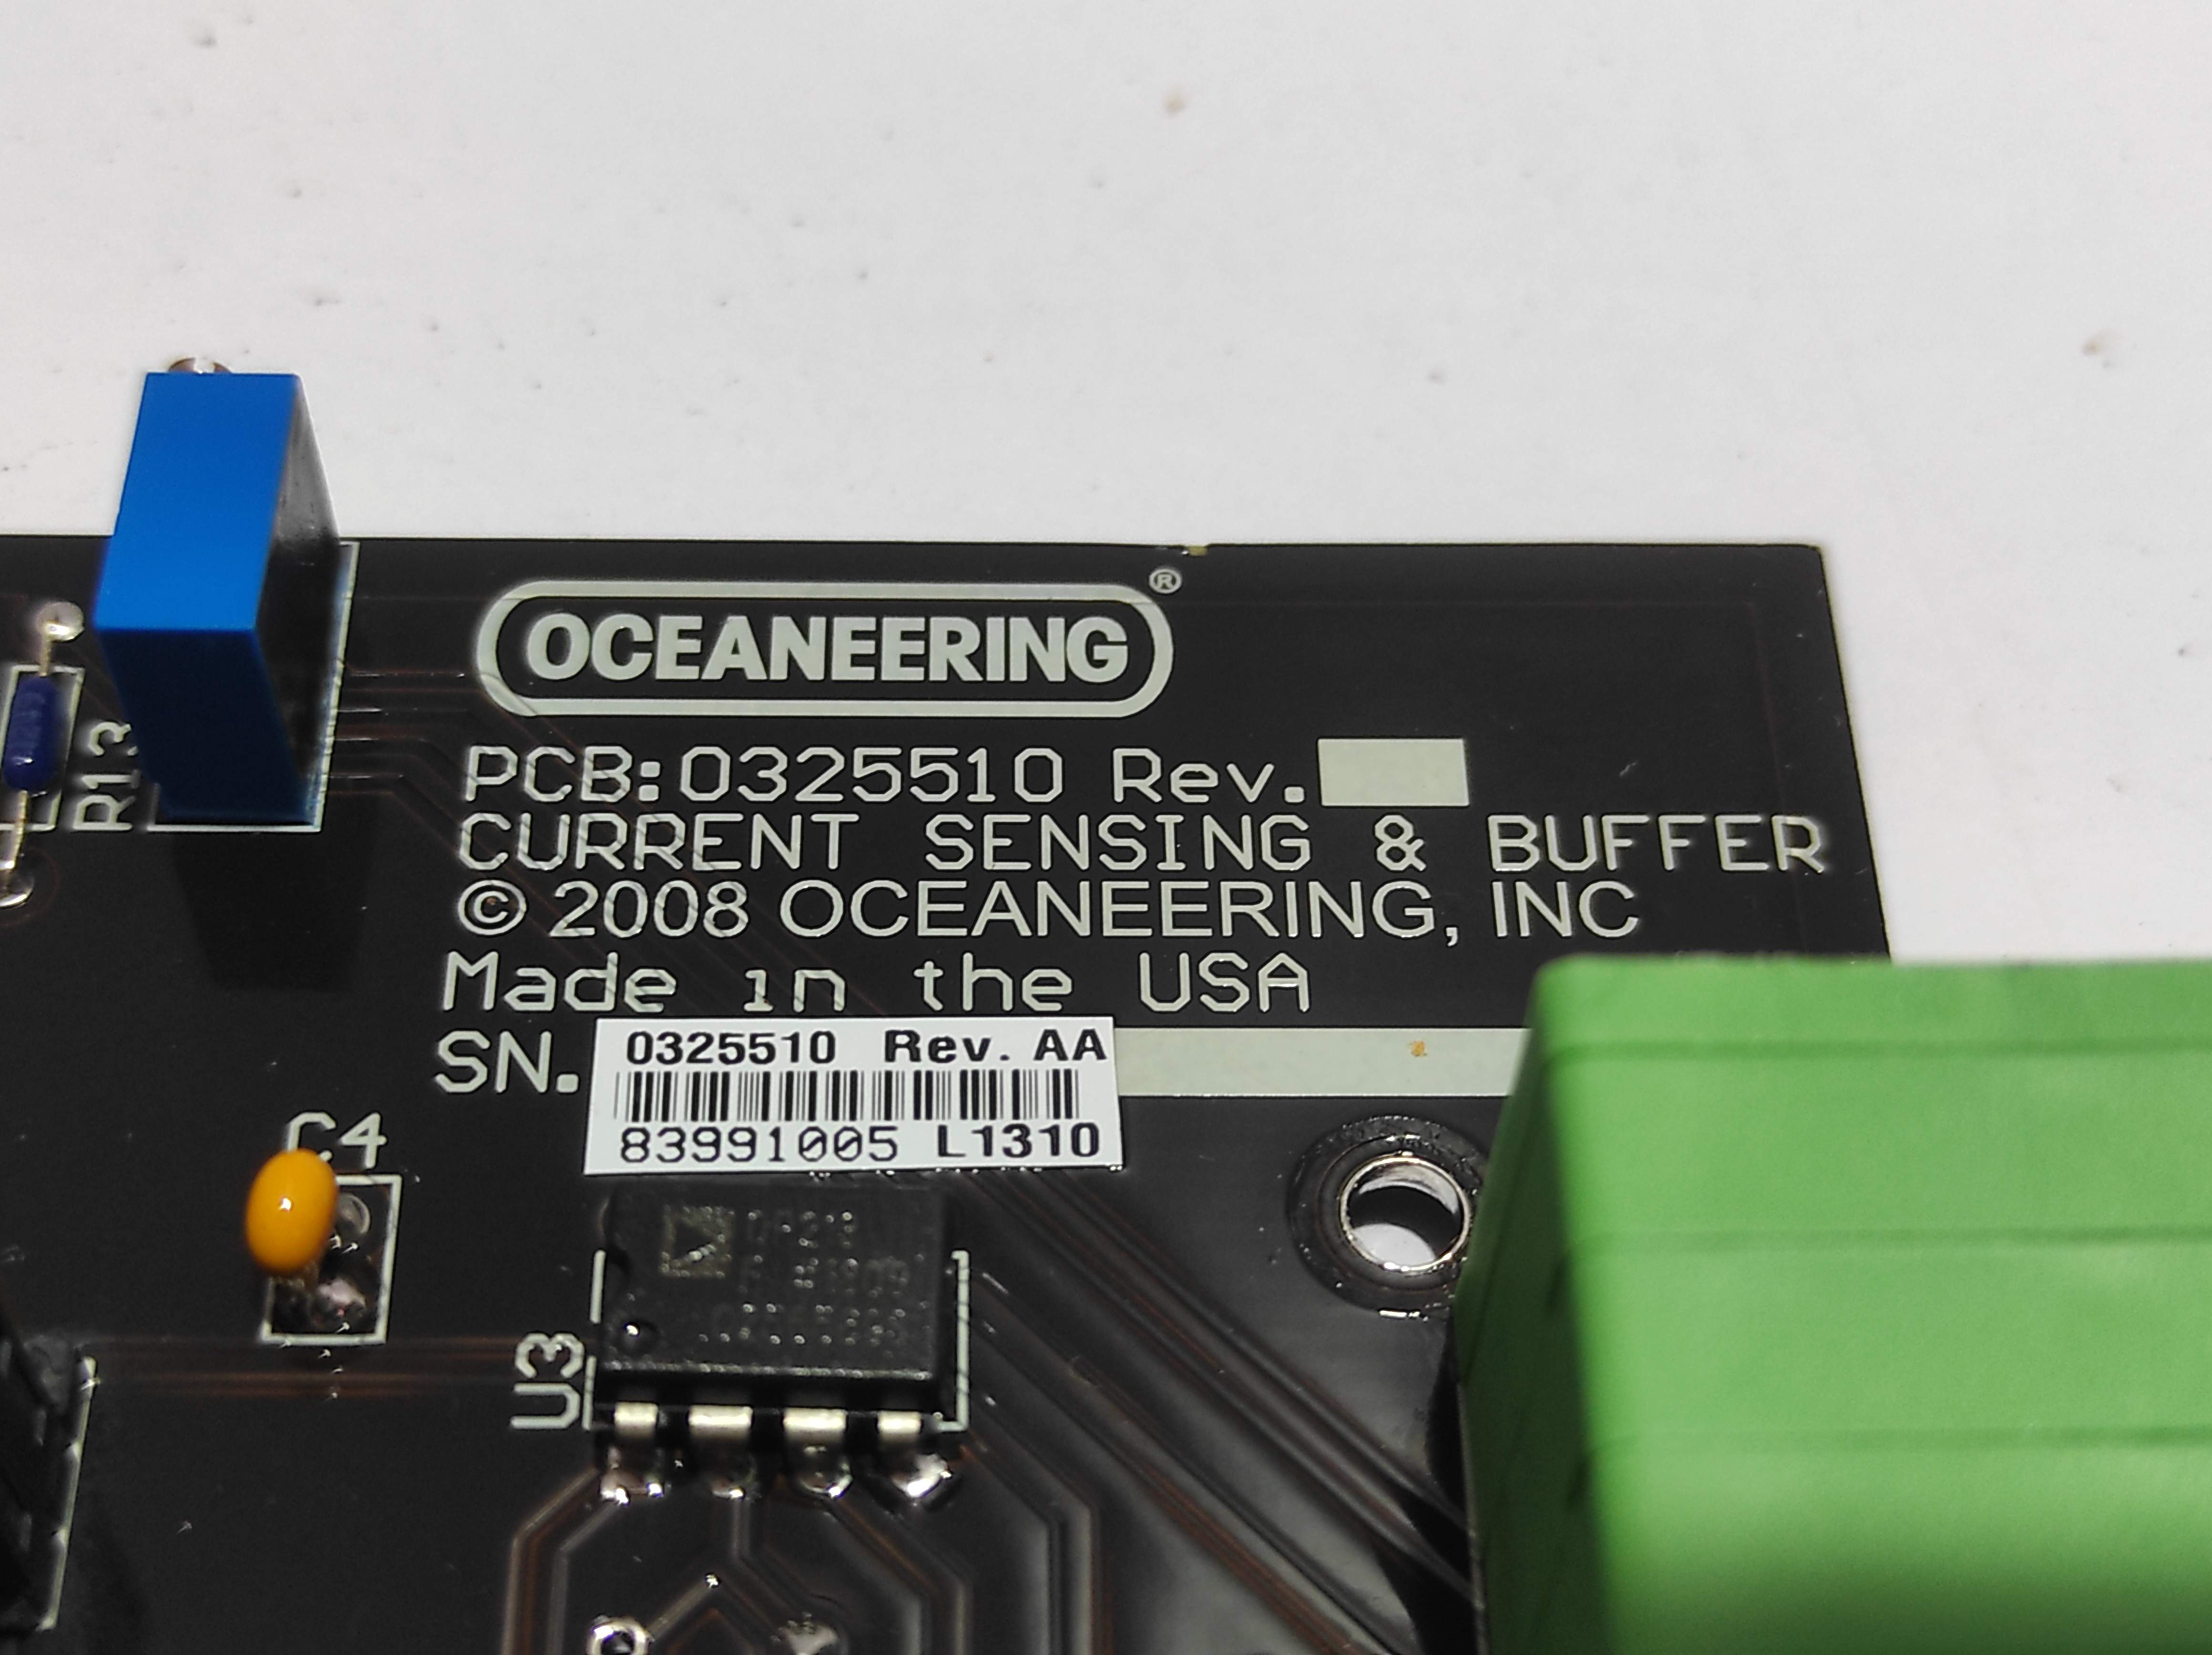 OCEANEERING®
PCB:0325510 Rev.
CURRENT SENSING & BUFFER
© 2008 OCEANEERING, INC
Made in the USA
SN.
0325510 Rev. AA
83991005 L1310
R13
C4
U3